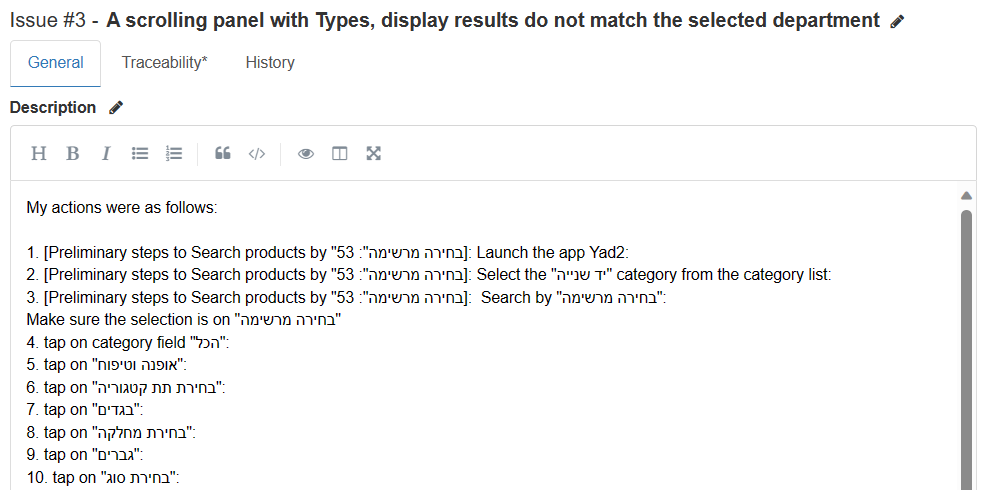 Issue #3 - A scrolling panel with Types, display results do not match the selected department
General Traceability* History
Description
H B I
My actions were as follows:
1. [Preliminary steps to Search products by "בחירה מרשימה": 53]: Launch the app Yad2:
2. [Preliminary steps to Search products by "בחירה מרשימה": 53]: Select the "יד שנייה" category from the category list:
3. [Preliminary steps to Search products by "בחירה מרשימה": 53]:  Search by "בחירה מרשימה":
Make sure the selection is on "בחירה מרשימה"
4. tap on category field "הכל":
5. tap on "אופנה וטיפוח":
6. tap on "בחירת תת קטגוריה":
7. tap on "בגדים":
8. tap on "בחירת מחלקה":
9. tap on "גברים":
10. tap on "בחירת סוג":